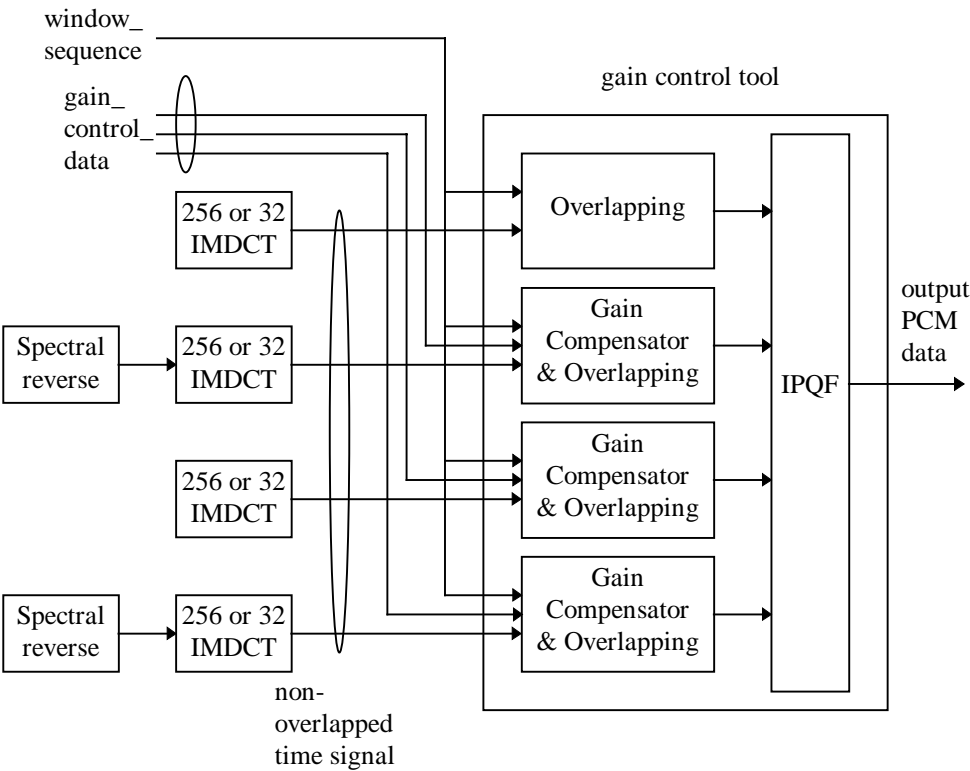 window_
sequence
gain control tool
gain_
control_
data
256 or 32
IMDCT
Overlapping
Spectral
reverse
256 or 32
IMDCT
Gain
Compensator
& Overlapping
IPQF
output
PCM
data
256 or 32
IMDCT
Gain
Compensator
& Overlapping
Spectral
reverse
256 or 32
IMDCT
Gain
Compensator
& Overlapping
non-
overlapped
time signal